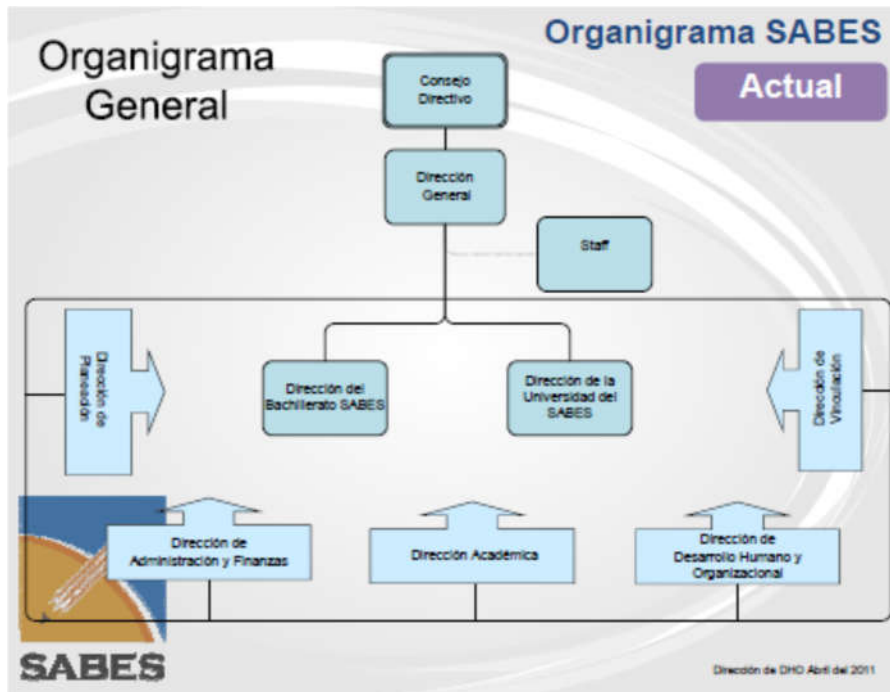 Organigrama
General
Organigrama SABES
Actual
Consejo
Directivo
Dirección
General
Staff
Dirección de
Planeación
Dirección del
Bachillerato SABES
Dirección de la
Universidad del
SABES
Dirección de
Vinculación
Dirección de
Administración y Finanzas
Dirección Académica
Dirección de
Desarrollo Humano y
Organizacional
SABES
Dirección de DHO Abril del 2011